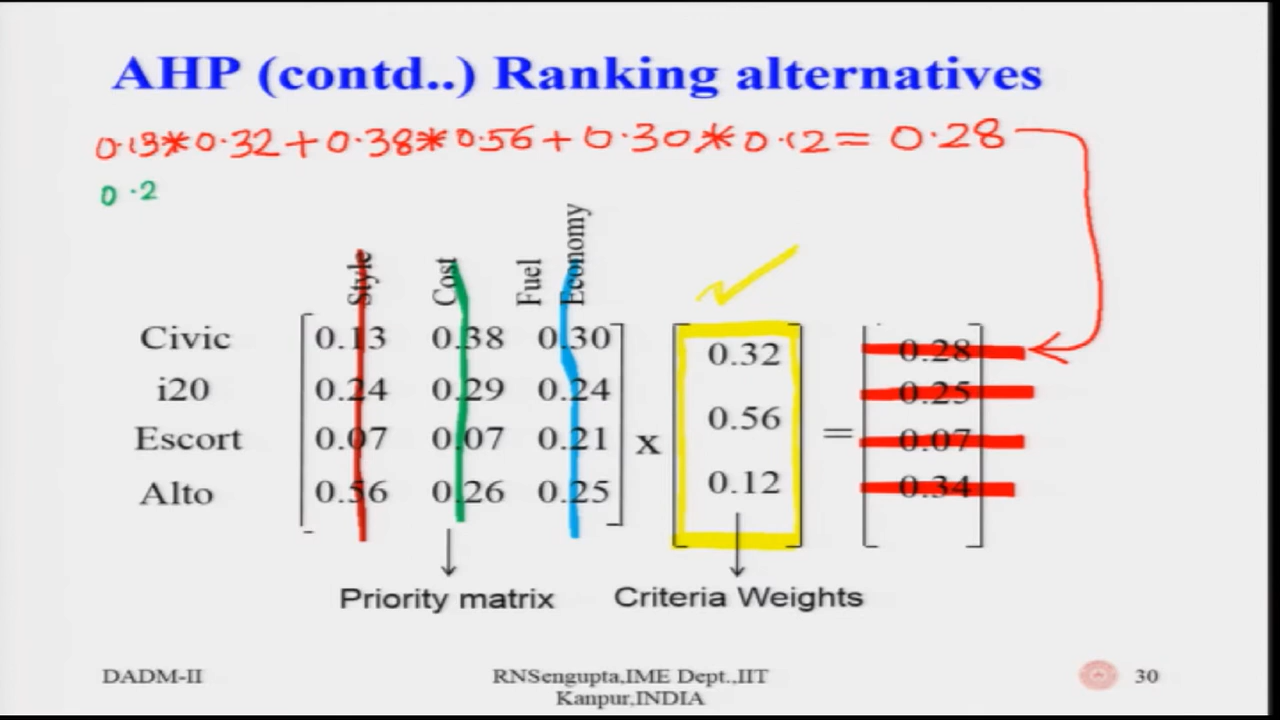 AHP (contd..) Ranking alternatives
0.13*0.32+0.38*0.56+0.30*0.12=0.28
0.2
Style Cost Fuel Economy
Civic 0.13 0.38 0.30 0.32 0.28
i20 0.24 0.29 0.24 0.25
0.56
Escort 0.07 0.07 0.21 x = 0.07
Alto 0.56 0.26 0.25 0.12 0.34
Priority matrix Criteria Weights
DADM-II RNSengupta,IME Dept.,IIT 30
Kanpur,INDIA